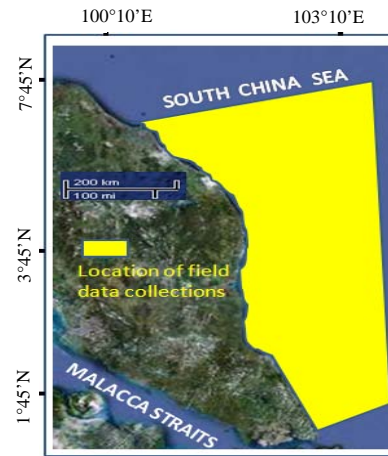 100°10'E
103°10'E
7°45'N
3°45'N
1°45'N
SOUTH CHINA SEA
200 km
100 mi
Location of field
data collections
MALACCA STRAITS